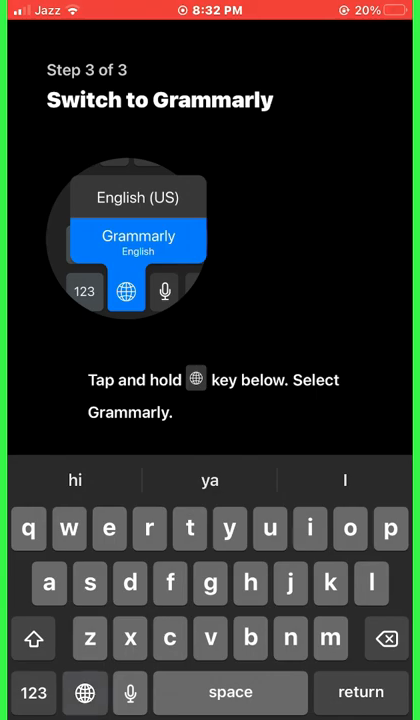 Jazz 8:32 PM 20%
Step 3 of 3
Switch to Grammarly
English (US)
Grammarly
English
123
Tap and hold key below. Select
Grammarly.
hi ya I
q w e r t y u i o p
a s d f g h j k l
z x c v b n m
123 space return